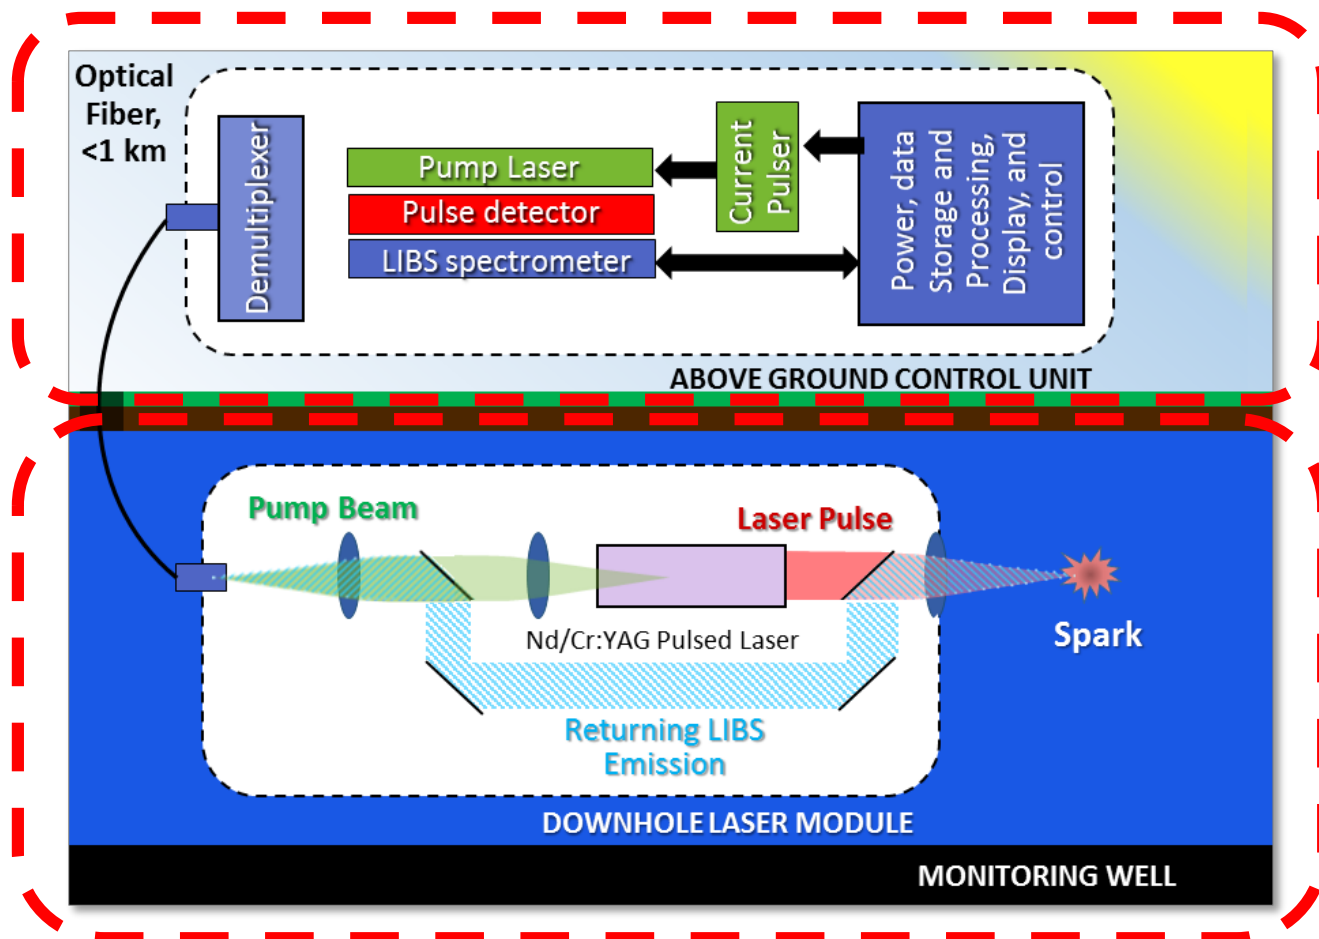 Optical
Fiber,
<1 km
Demultiplexer
Pump Laser
Pulse detector
LIBS spectrometer
Current
Pulser
Power, data
Storage and
Processing,
Display, and
control
ABOVE GROUND CONTROL UNIT
Pump Beam
Laser Pulse
Nd/Cr:YAG Pulsed Laser
Spark
Returning LIBS
Emission
DOWNHOLE LASER MODULE
MONITORING WELL